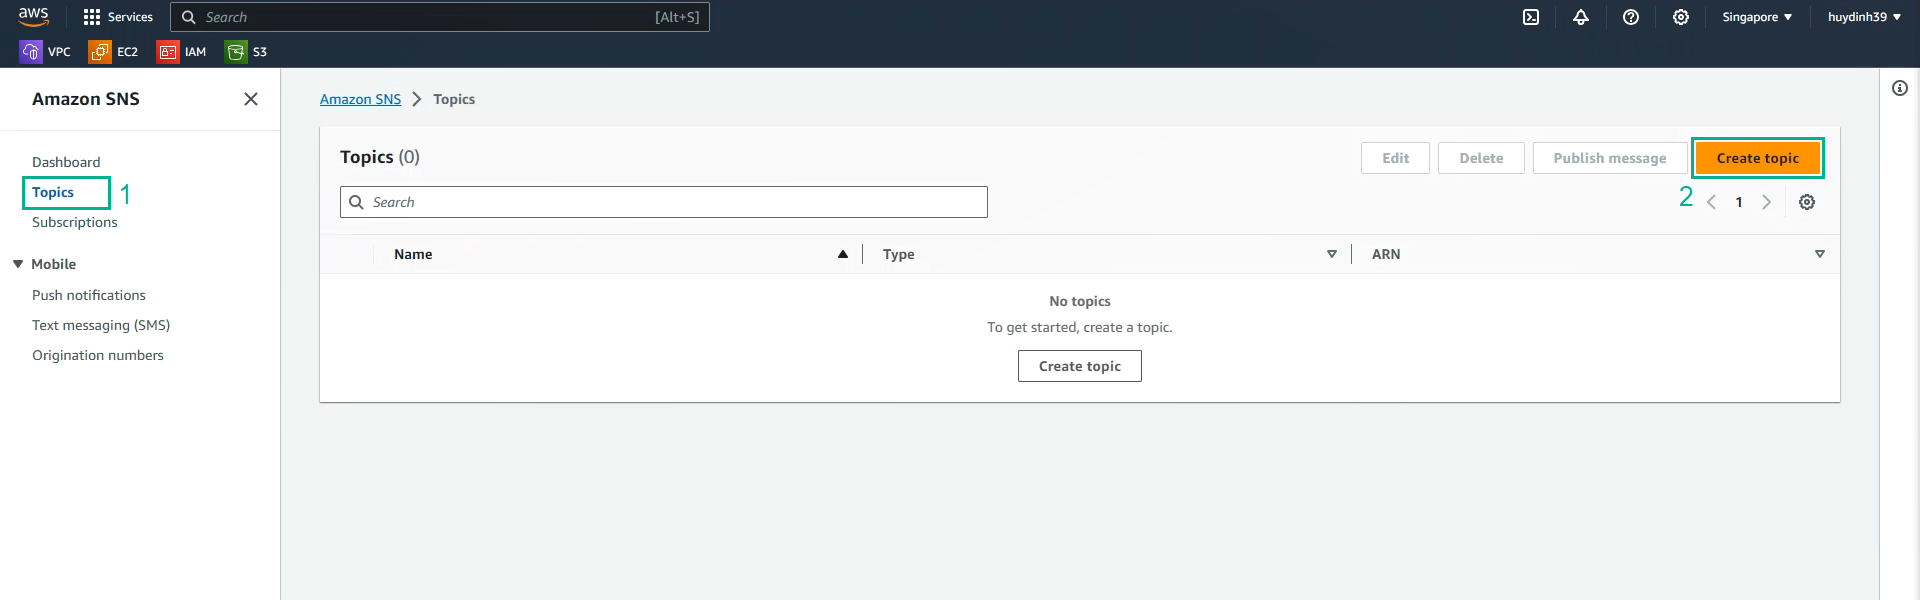 aws Services Search [Alt+S] Singapore huydinh39
VPC EC2 IAM S3
Amazon SNS
Dashboard
Topics 1
Subscriptions
Mobile
Push notifications
Text messaging (SMS)
Origination numbers
Amazon SNS > Topics
Topics (0) Edit Delete Publish message Create topic
Search 2 < 1 >
Name Type ARN
No topics
To get started, create a topic.
Create topic